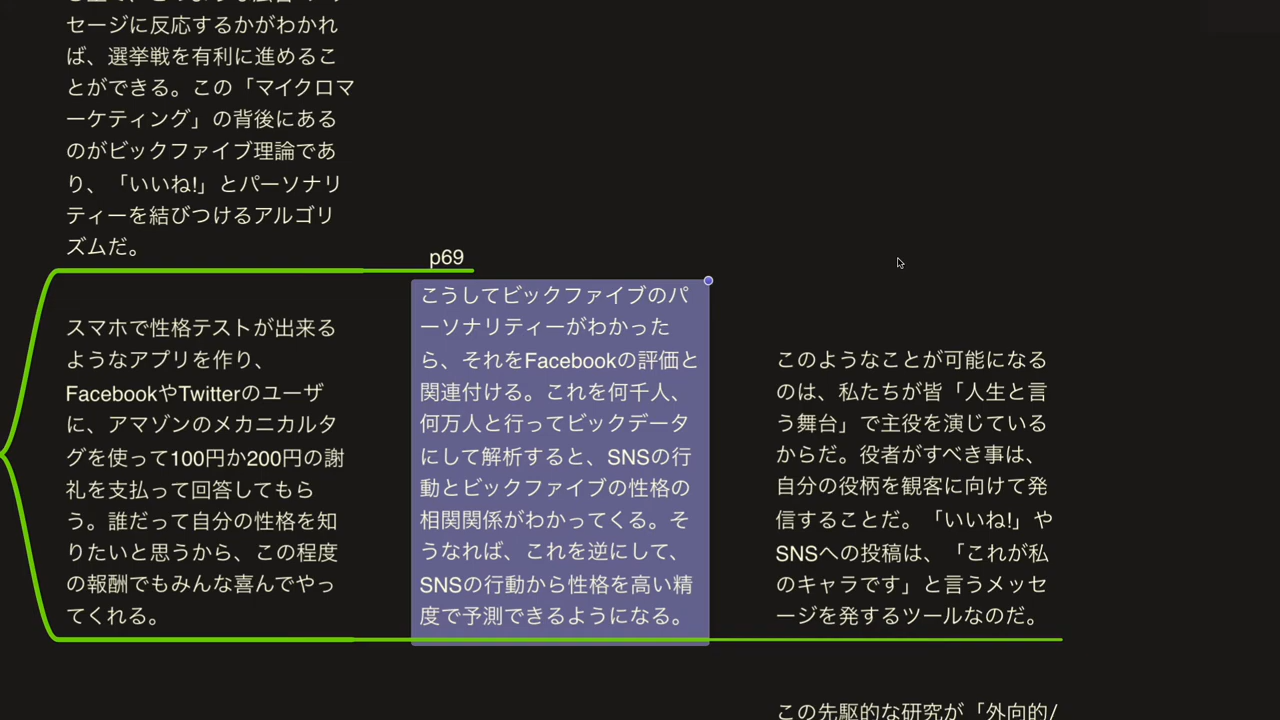 セージに反応するかがわかれ
ば、選挙戦を有利に進めるこ
とができる。この「マイクロマ
ーケティング」の背後にある
のがビックファイブ理論であ
り、「いいね!」とパーソナリ
ティーを結びつけるアルゴリ
ズムだ。
p69
スマホで性格テストが出来る
ようなアプリを作り、
FacebookやTwitterのユーザ
に、アマゾンのメカニカルタ
グを使って100円か200円の謝
礼を支払って回答してもら
う。誰だって自分の性格を知
りたいと思うから、この程度
の報酬でもみんな喜んでやっ
てくれる。
こうしてビックファイブのパ
ーソナリティーがわかった
ら、それをFacebookの評価と
関連付ける。これを何千人、
何万人と行ってビックデータ
にして解析すると、SNSの行
動とビックファイブの性格の
相関関係がわかってくる。そ
うなれば、これを逆にして、
SNSの行動から性格を高い精
度で予測できるようになる。
このようなことが可能になる
のは、私たちが皆「人生と言
う舞台」で主役を演じている
からだ。役者がすべき事は、
自分の役柄を観客に向けて発
信することだ。「いいね!」や
SNSへの投稿は、「これが私
のキャラです」と言うメッセ
ージを発するツールなのだ。
この先駆的な研究が「外向的/